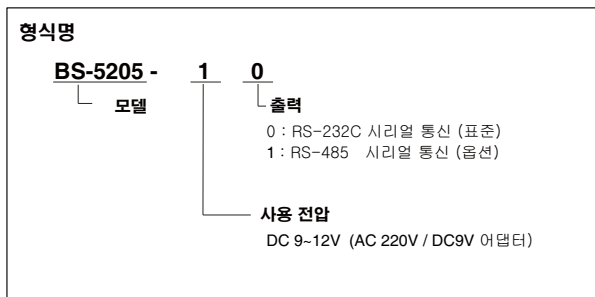 형식명
BS-5205 - 1 0
모델
출력
0 : RS-232C 시리얼 통신 (표준)
1 : RS-485 시리얼 통신 (옵션)
사용 전압
DC 9~12V (AC 220V / DC9V 어댑터)